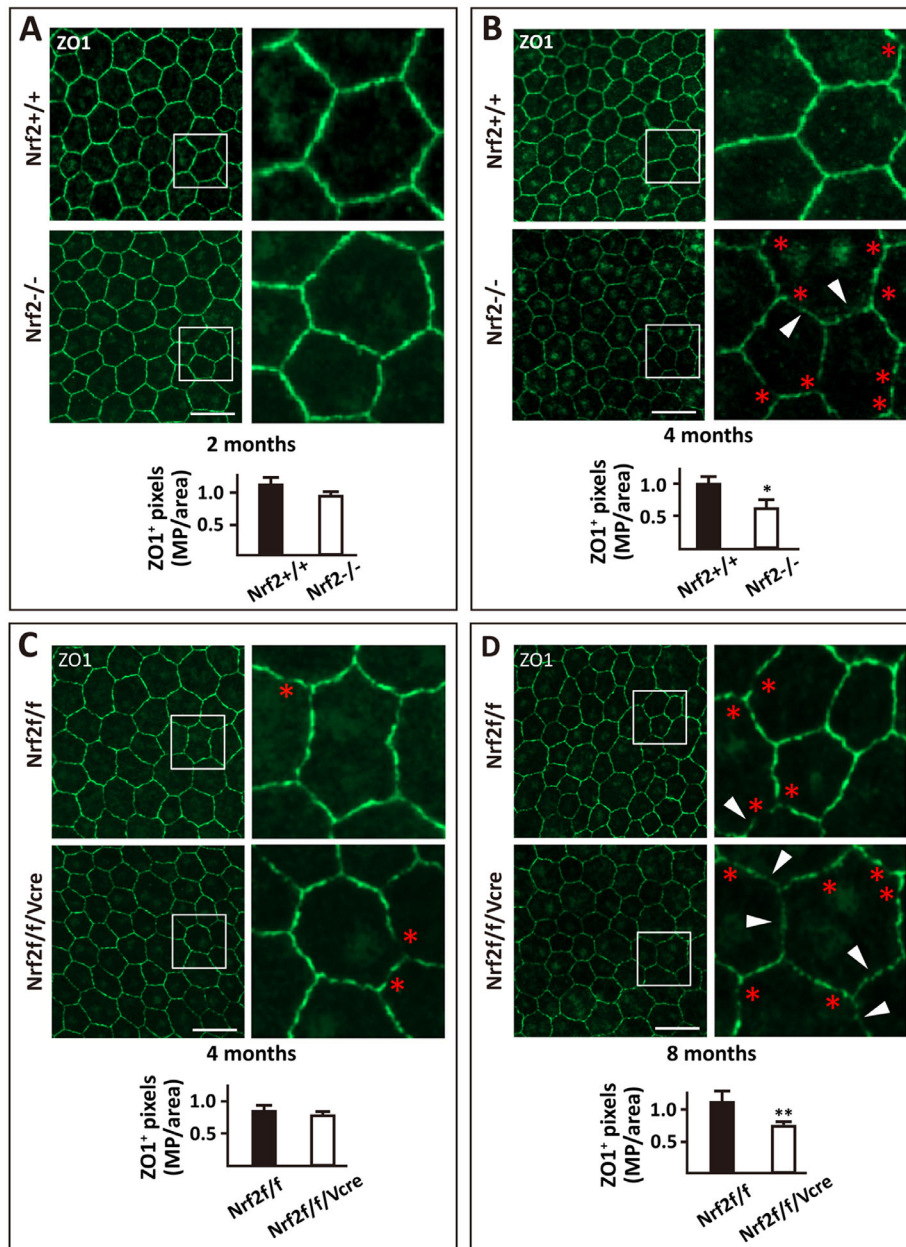 A
ZO1
Nrf2+/+
Nrf2-/-
2 months
ZO1⁺ pixels
(MP/area)
1.0
0.5
Nrf2+/+
Nrf2-/-
B
ZO1
Nrf2+/+
*
Nrf2-/-
*
*
*
*
*
*
*
*
4 months
ZO1⁺ pixels
(MP/area)
1.0
0.5
*
Nrf2+/+
Nrf2-/-
C
ZO1
Nrf2f/f
*
Nrf2f/f/Vcre
*
*
4 months
ZO1⁺ pixels
(MP/area)
1.0
0.5
Nrf2f/f
Nrf2f/f/Vcre
D
ZO1
Nrf2f/f
*
*
*
*
Nrf2f/f/Vcre
*
*
*
*
*
*
8 months
ZO1⁺ pixels
(MP/area)
1.0
0.5
**
Nrf2f/f
Nrf2f/f/Vcre